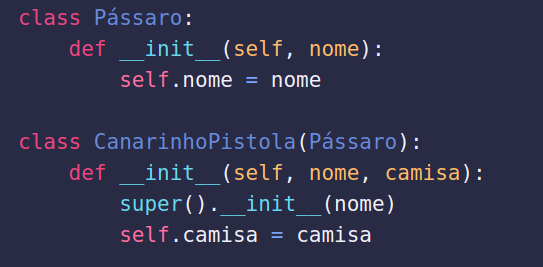 class Pássaro:
    def __init__(self, nome):
        self.nome = nome
class CanarinhoPistola(Pássaro):
    def __init__(self, nome, camisa):
        super().__init__(nome)
        self.camisa = camisa